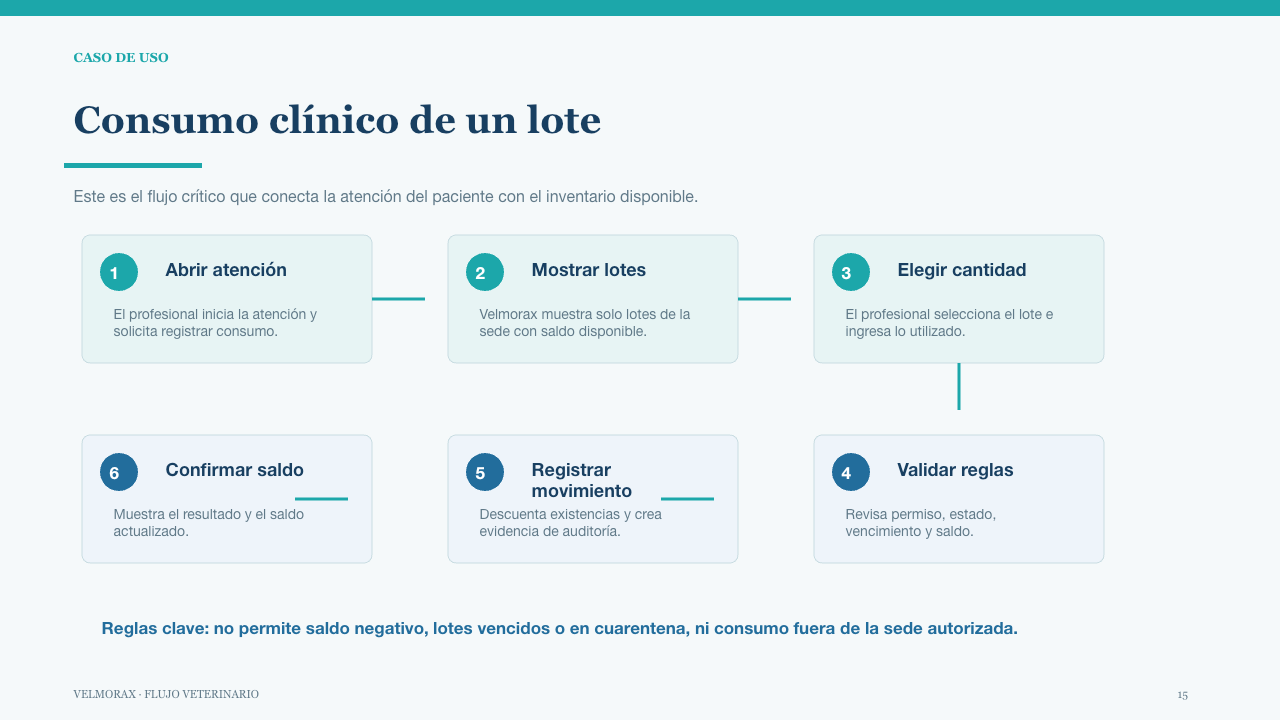 CASO DE USO
Consumo clínico de un lote
Este es el flujo crítico que conecta la atención del paciente con el inventario disponible.
1
Abrir atención
El profesional inicia la atención y
solicita registrar consumo.
2
Mostrar lotes
Velmorax muestra solo lotes de la
sede con saldo disponible.
3
Elegir cantidad
El profesional selecciona el lote e
ingresa lo utilizado.
6
Confirmar saldo
Muestra el resultado y el saldo
actualizado.
5
Registrar
movimiento
Descuenta existencias y crea
evidencia de auditoría.
4
Validar reglas
Revisa permiso, estado,
vencimiento y saldo.
Reglas clave: no permite saldo negativo, lotes vencidos o en cuarentena, ni consumo fuera de la sede autorizada.
VELMORAX · FLUJO VETERINARIO
15